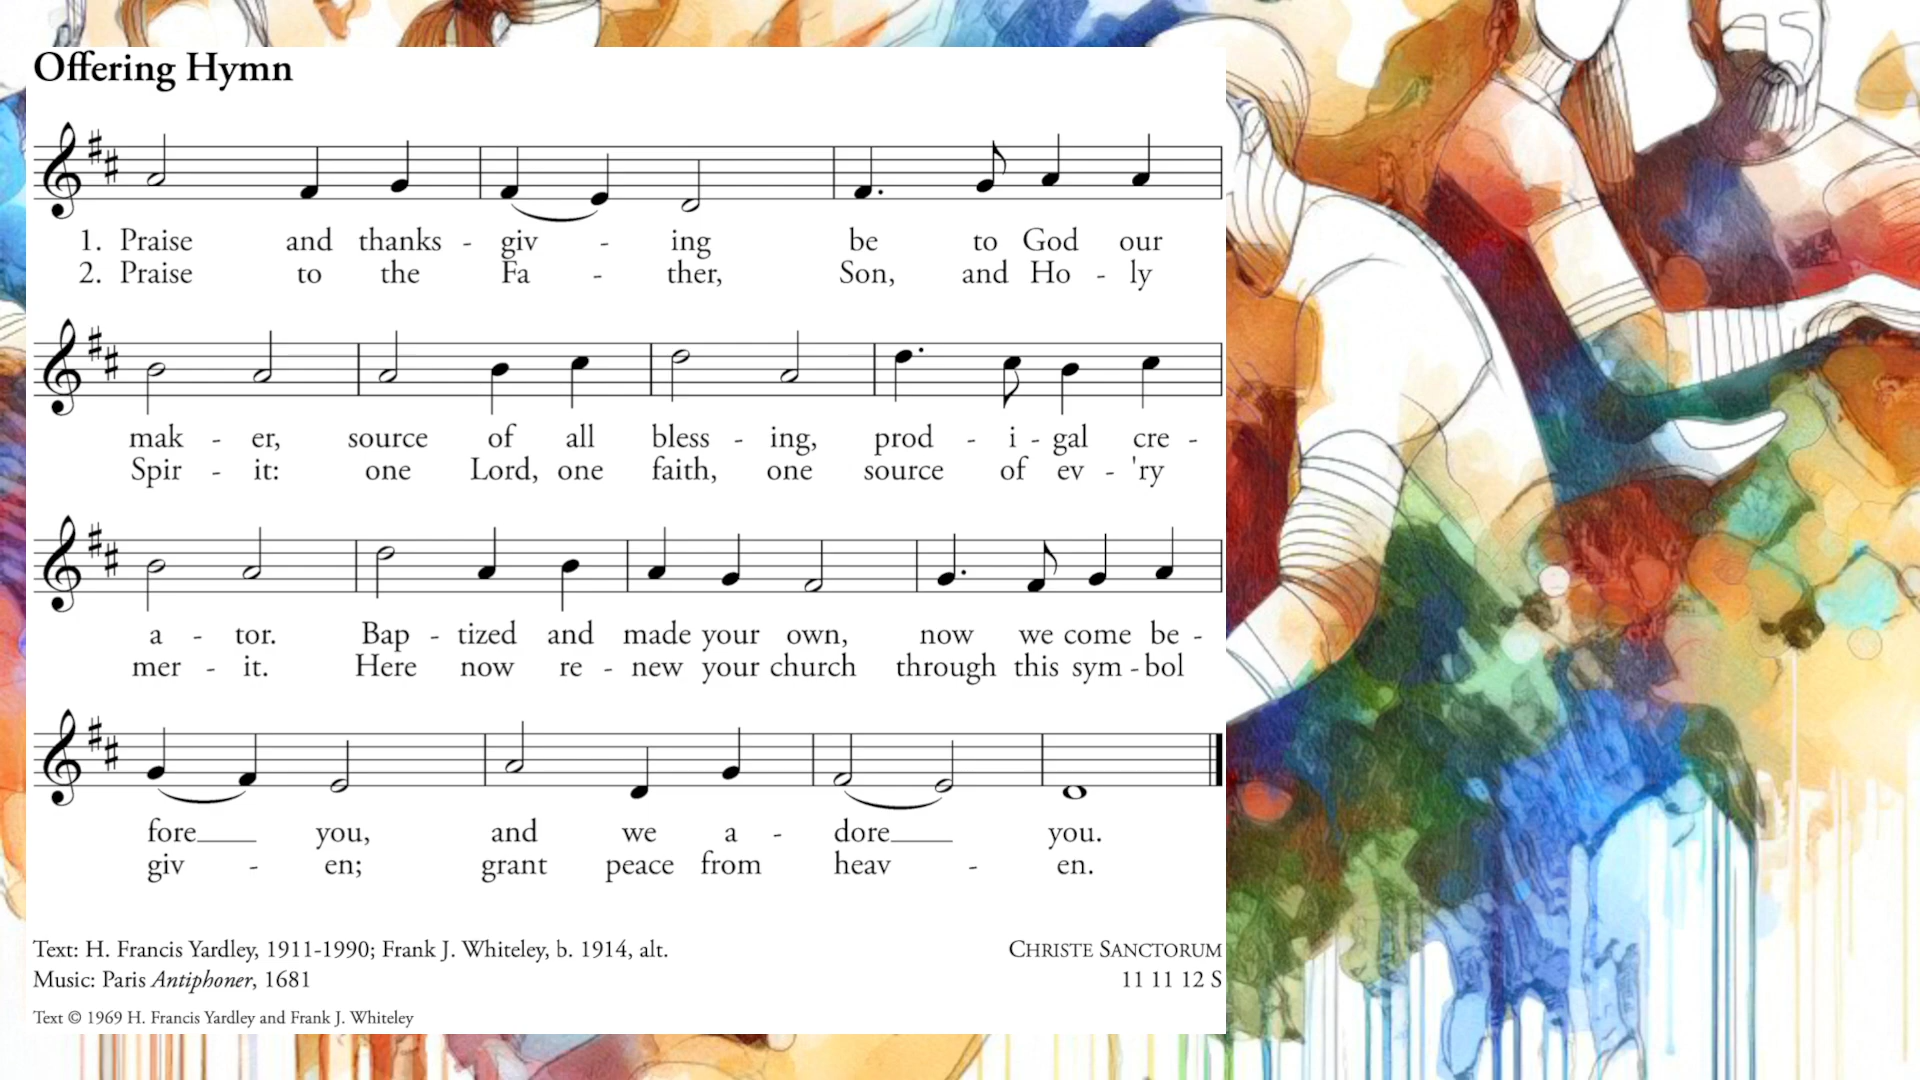 Offering Hymn
1. Praise and thanks - giv - ing be to God our
2. Praise to the Fa - ther, Son, and Ho - ly
mak - er, source of all bless - ing, prod - i - gal cre -
Spir - it: one Lord, one faith, one source of ev - 'ry
a - tor. Bap - tized and made your own, now we come be -
mer - it. Here now re - new your church through this sym - bol
fore___ you, and we a - dore___ you.
giv - en; grant peace from heav - en.
Text: H. Francis Yardley, 1911-1990; Frank J. Whiteley, b. 1914, alt. CHRISTE SANCTORUM
Music: Paris Antiphoner, 1681 11 11 12 S
Text © 1969 H. Francis Yardley and Frank J. Whiteley